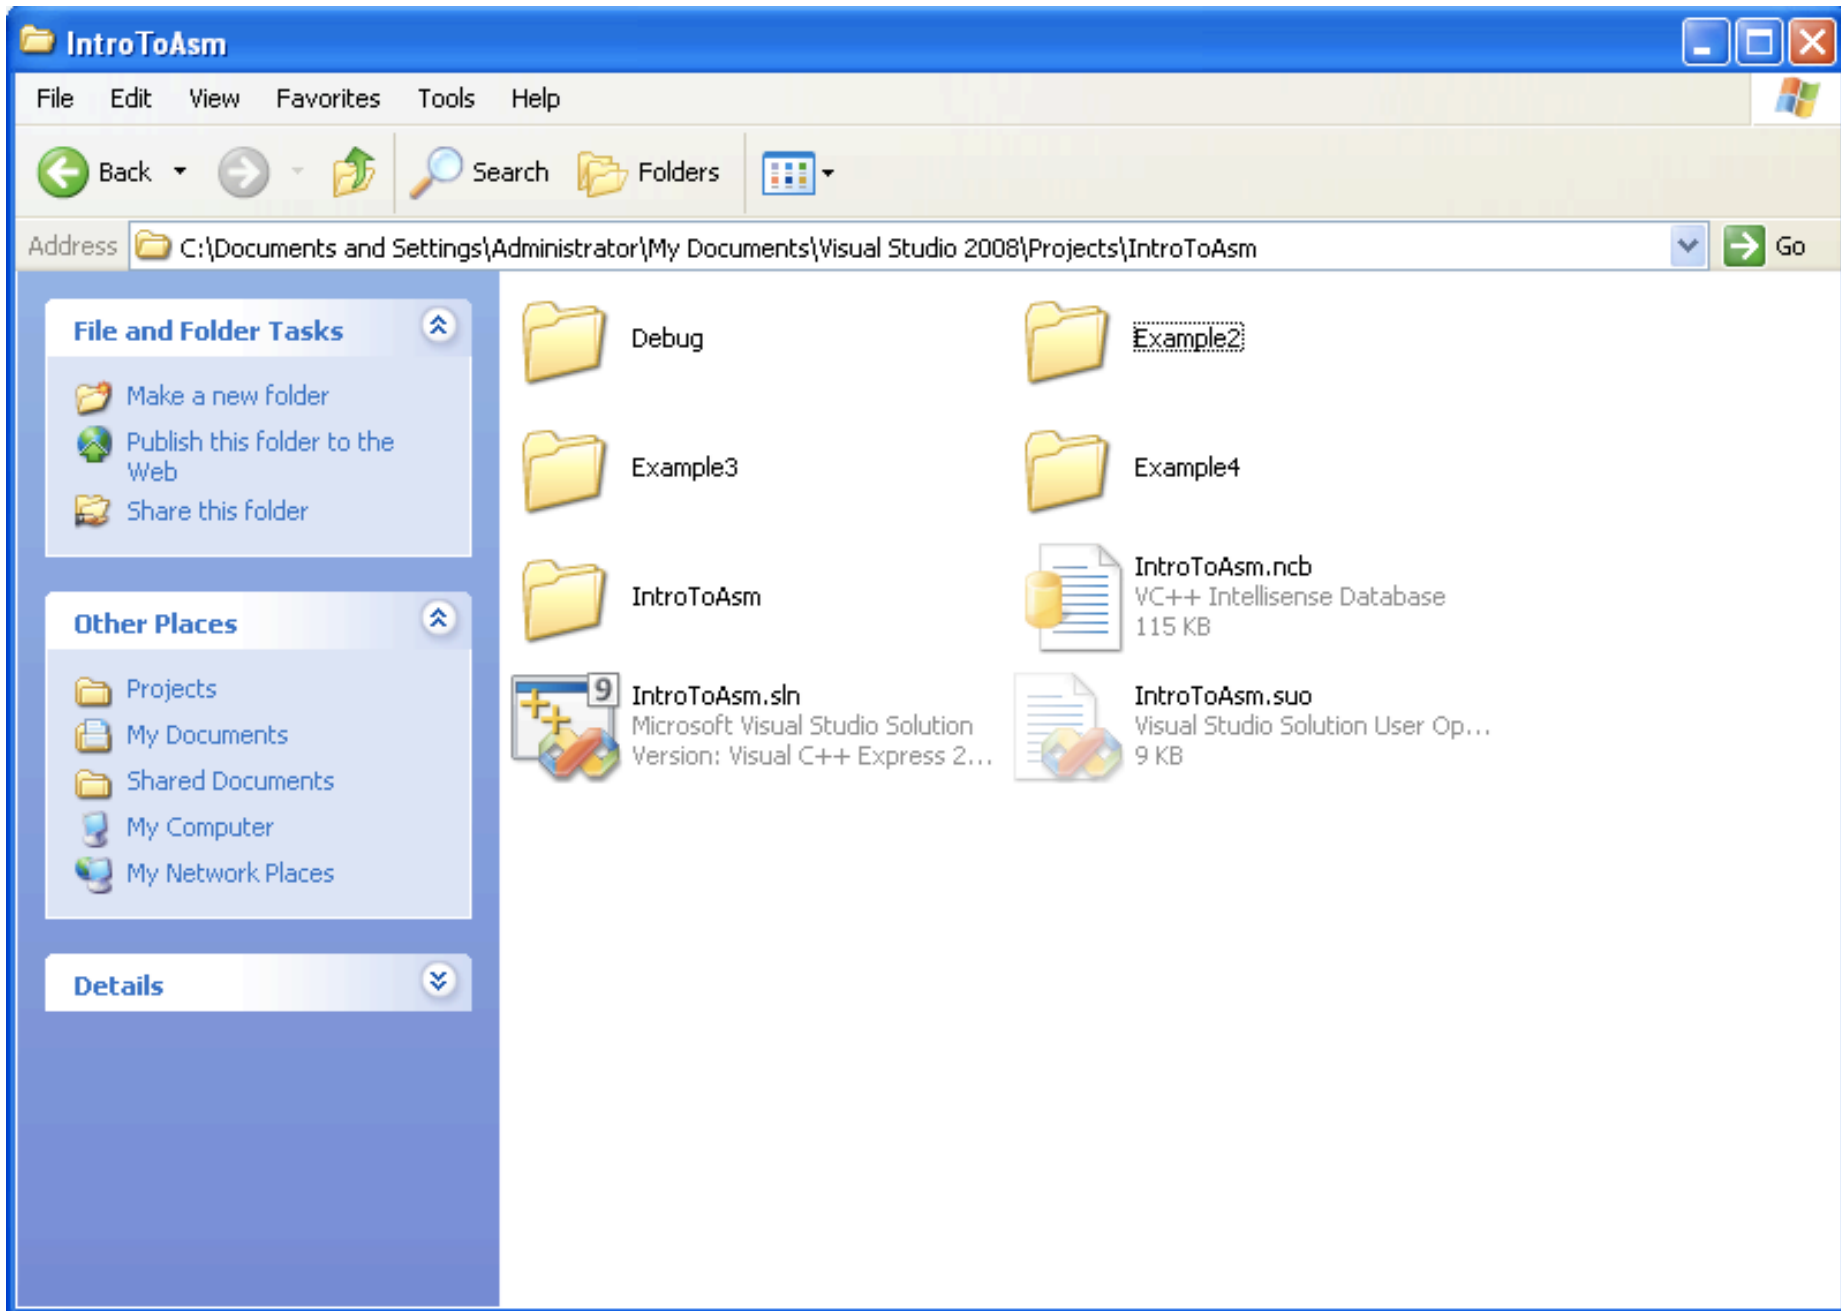 IntroToAsm
File Edit View Favorites Tools Help
Back Search Folders
Address C:\Documents and Settings\Administrator\My Documents\Visual Studio 2008\Projects\IntroToAsm Go
File and Folder Tasks
Make a new folder
Publish this folder to the
Web
Share this folder
Other Places
Projects
My Documents
Shared Documents
My Computer
My Network Places
Details
Debug
Example2
Example3
Example4
IntroToAsm
IntroToAsm.ncb
VC++ Intellisense Database
115 KB
9
IntroToAsm.sln
Microsoft Visual Studio Solution
Version: Visual C++ Express 2...
IntroToAsm.suo
Visual Studio Solution User Op...
9 KB